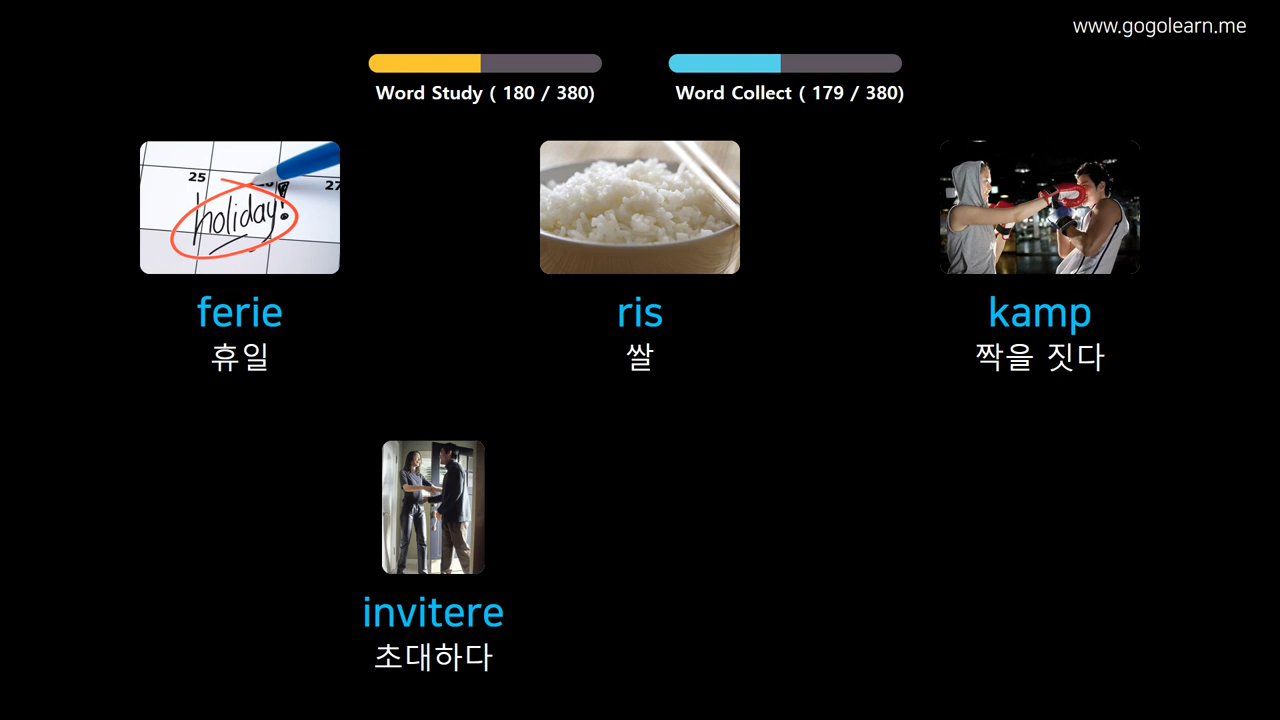 www.gogolearn.me
Word Study ( 180 / 380)
Word Collect ( 179 / 380)
25
27
holiday!
ferie
휴일
ris
쌀
kamp
짝을 짓다
invitere
초대하다